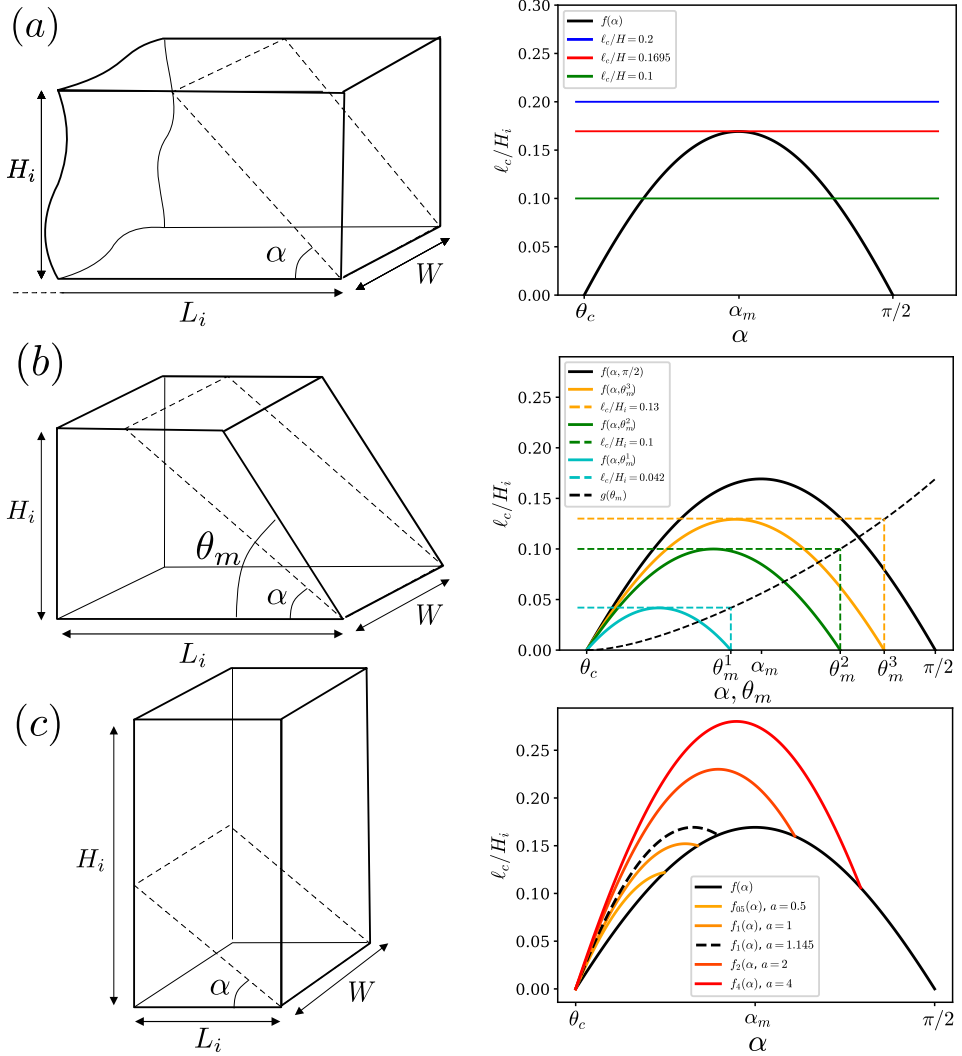 (a)
H_i
α
W
L_i
0.30
0.25
0.20
0.15
0.10
0.05
0.00
ℓ_c/H_i
f(α)
ℓ_c/H = 0.2
ℓ_c/H = 0.1695
ℓ_c/H = 0.1
θ_c
α_m
π/2
α
(b)
H_i
θ_m
α
W
L_i
0.25
0.20
0.15
0.10
0.05
0.00
ℓ_c/H_i
f(α, π/2)
f(α, θ_m^3)
ℓ_c/H_i = 0.13
f(α, θ_m^2)
ℓ_c/H_i = 0.1
f(α, θ_m^1)
ℓ_c/H_i = 0.042
g(θ_m)
θ_c
θ_m^1
α_m
θ_m^2
θ_m^3
π/2
α, θ_m
(c)
H_i
α
W
L_i
0.25
0.20
0.15
0.10
0.05
0.00
ℓ_c/H_i
f(α)
f_05(α), a = 0.5
f_1(α), a = 1
f_1(α), a = 1.145
f_2(α, a = 2
f_4(α), a = 4
θ_c
α_m
π/2
α